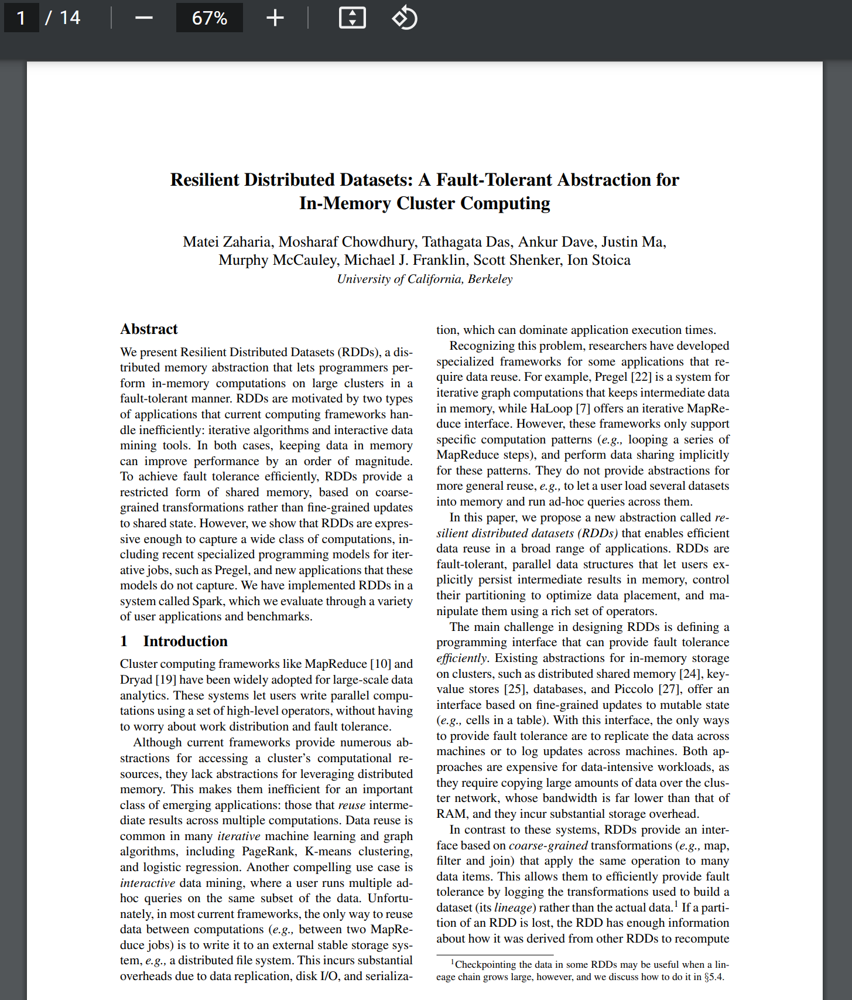 1 / 14
67%
Resilient Distributed Datasets: A Fault-Tolerant Abstraction for
In-Memory Cluster Computing
Matei Zaharia, Mosharaf Chowdhury, Tathagata Das, Ankur Dave, Justin Ma,
Murphy McCauley, Michael J. Franklin, Scott Shenker, Ion Stoica
University of California, Berkeley
Abstract
We present Resilient Distributed Datasets (RDDs), a dis-
tributed memory abstraction that lets programmers per-
form in-memory computations on large clusters in a
fault-tolerant manner. RDDs are motivated by two types
of applications that current computing frameworks han-
dle inefficiently: iterative algorithms and interactive data
mining tools. In both cases, keeping data in memory
can improve performance by an order of magnitude.
To achieve fault tolerance efficiently, RDDs provide a
restricted form of shared memory, based on coarse-
grained transformations rather than fine-grained updates
to shared state. However, we show that RDDs are expres-
sive enough to capture a wide class of computations, in-
cluding recent specialized programming models for iter-
ative jobs, such as Pregel, and new applications that these
models do not capture. We have implemented RDDs in a
system called Spark, which we evaluate through a variety
of user applications and benchmarks.
1 Introduction
Cluster computing frameworks like MapReduce [10] and
Dryad [19] have been widely adopted for large-scale data
analytics. These systems let users write parallel compu-
tations using a set of high-level operators, without having
to worry about work distribution and fault tolerance.
Although current frameworks provide numerous ab-
stractions for accessing a cluster's computational re-
sources, they lack abstractions for leveraging distributed
memory. This makes them inefficient for an important
class of emerging applications: those that reuse interme-
diate results across multiple computations. Data reuse is
common in many iterative machine learning and graph
algorithms, including PageRank, K-means clustering,
and logistic regression. Another compelling use case is
interactive data mining, where a user runs multiple ad-
hoc queries on the same subset of the data. Unfortu-
nately, in most current frameworks, the only way to reuse
data between computations (e.g., between two MapRe-
duce jobs) is to write it to an external stable storage sys-
tem, e.g., a distributed file system. This incurs substantial
overheads due to data replication, disk I/O, and serializa-
tion, which can dominate application execution times.
Recognizing this problem, researchers have developed
specialized frameworks for some applications that re-
quire data reuse. For example, Pregel [22] is a system for
iterative graph computations that keeps intermediate data
in memory, while HaLoop [7] offers an iterative MapRe-
duce interface. However, these frameworks only support
specific computation patterns (e.g., looping a series of
MapReduce steps), and perform data sharing implicitly
for these patterns. They do not provide abstractions for
more general reuse, e.g., to let a user load several datasets
into memory and run ad-hoc queries across them.
In this paper, we propose a new abstraction called re-
silient distributed datasets (RDDs) that enables efficient
data reuse in a broad range of applications. RDDs are
fault-tolerant, parallel data structures that let users ex-
plicitly persist intermediate results in memory, control
their partitioning to optimize data placement, and ma-
nipulate them using a rich set of operators.
The main challenge in designing RDDs is defining a
programming interface that can provide fault tolerance
efficiently. Existing abstractions for in-memory storage
on clusters, such as distributed shared memory [24], key-
value stores [25], databases, and Piccolo [27], offer an
interface based on fine-grained updates to mutable state
(e.g., cells in a table). With this interface, the only ways
to provide fault tolerance are to replicate the data across
machines or to log updates across machines. Both ap-
proaches are expensive for data-intensive workloads, as
they require copying large amounts of data over the clus-
ter network, whose bandwidth is far lower than that of
RAM, and they incur substantial storage overhead.
In contrast to these systems, RDDs provide an inter-
face based on coarse-grained transformations (e.g., map,
filter and join) that apply the same operation to many
data items. This allows them to efficiently provide fault
tolerance by logging the transformations used to build a
dataset (its lineage) rather than the actual data.¹ If a parti-
tion of an RDD is lost, the RDD has enough information
about how it was derived from other RDDs to recompute
¹Checkpointing the data in some RDDs may be useful when a lin-
eage chain grows large, however, and we discuss how to do it in §5.4.